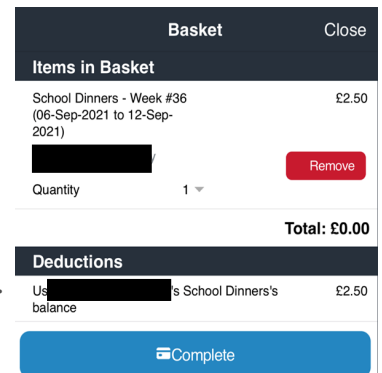 Basket Close
Items in Basket
School Dinners - Week #36 £2.50
(06-Sep-2021 to 12-Sep-
2021)
Remove
Quantity 1
Total: £0.00
Deductions
Us 's School Dinners's £2.50
balance
Complete